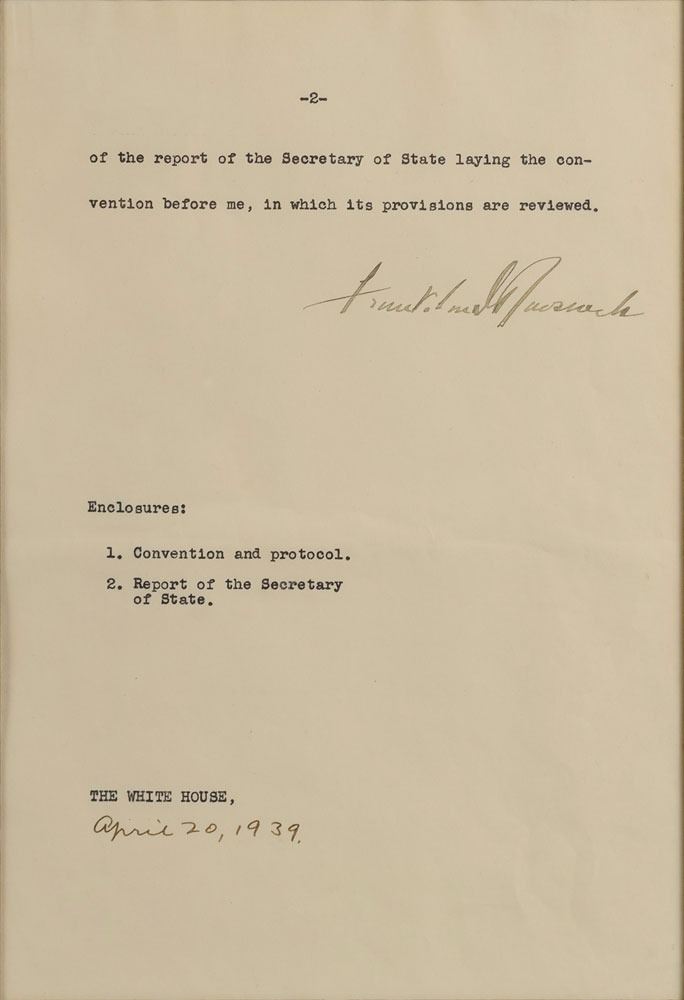 -2-
of the report of the Secretary of State laying the con-
vention before me, in which its provisions are reviewed.
Franklin D Roosevelt
Enclosures:
1. Convention and protocol.
2. Report of the Secretary
of State.
THE WHITE HOUSE,
April 20, 1939.